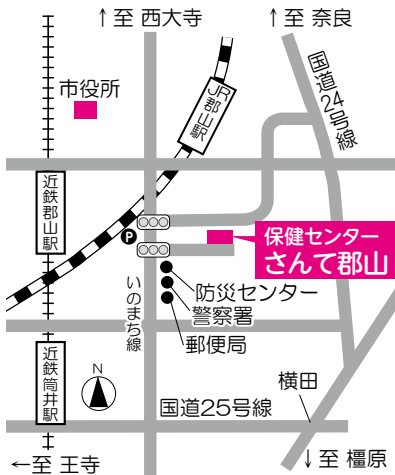 ↑至 西大寺
↑至 奈良
市役所
JR郡山駅
国道24号線
近鉄郡山駅
P
保健センター
さんて郡山
防災センター
警察署
郵便局
いのまち線
近鉄筒井駅
N
横田
国道25号線
←至 王寺
↓至 橿原